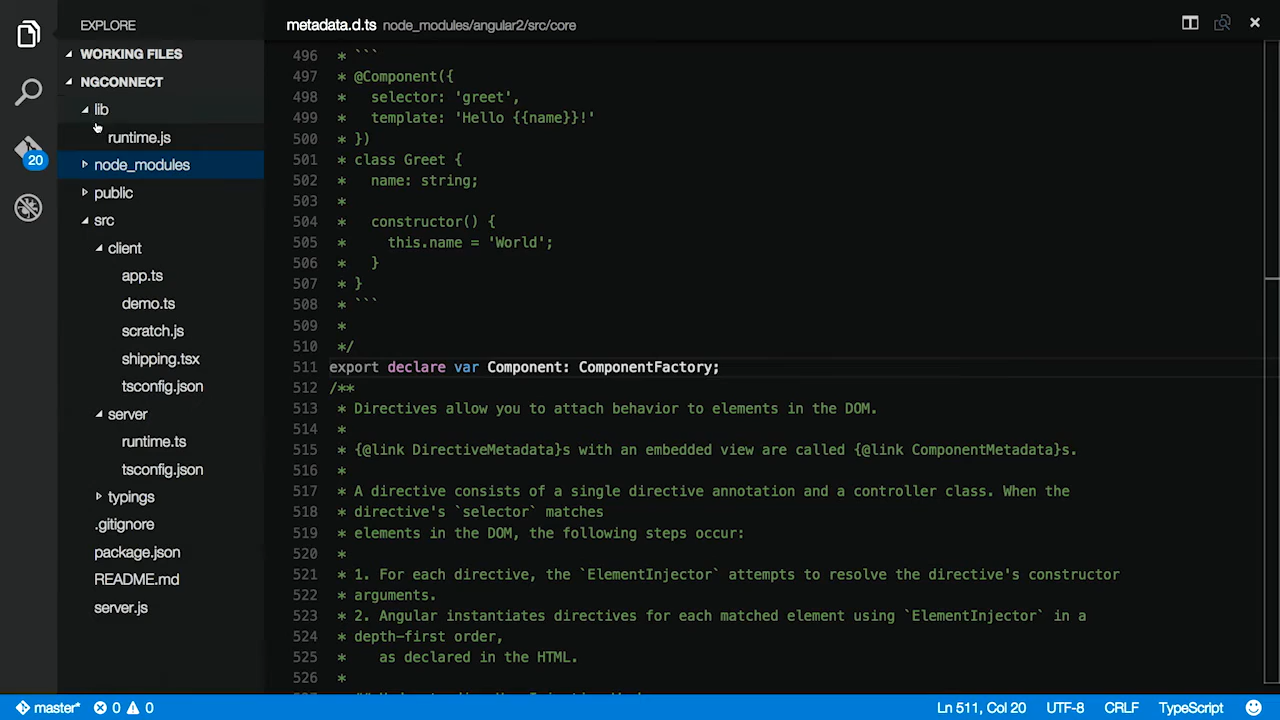 EXPLORE
WORKING FILES
NGCONNECT
lib
runtime.js
node_modules
public
src
client
app.ts
demo.ts
scratch.js
shipping.tsx
tsconfig.json
server
runtime.ts
tsconfig.json
typings
.gitignore
package.json
README.md
server.js
20
metadata.d.ts node_modules/angular2/src/core
496 * ```
497 * @Component({
498 *   selector: 'greet',
499 *   template: 'Hello {{name}}!'
500 * })
501 * class Greet {
502 *   name: string;
503 *
504 *   constructor() {
505 *     this.name = 'World';
506 *   }
507 * }
508 * ```
509 *
510 */
511 export declare var Component: ComponentFactory;
512 /**
513 * Directives allow you to attach behavior to elements in the DOM.
514 *
515 * {@link DirectiveMetadata}s with an embedded view are called {@link ComponentMetadata}s.
516 *
517 * A directive consists of a single directive annotation and a controller class. When the
518 * directive's `selector` matches
519 * elements in the DOM, the following steps occur:
520 *
521 * 1. For each directive, the `ElementInjector` attempts to resolve the directive's constructor
522 * arguments.
523 * 2. Angular instantiates directives for each matched element using `ElementInjector` in a
524 * depth-first order,
525 *    as declared in the HTML.
526 *
master* 0 0 Ln 511, Col 20 UTF-8 CRLF TypeScript